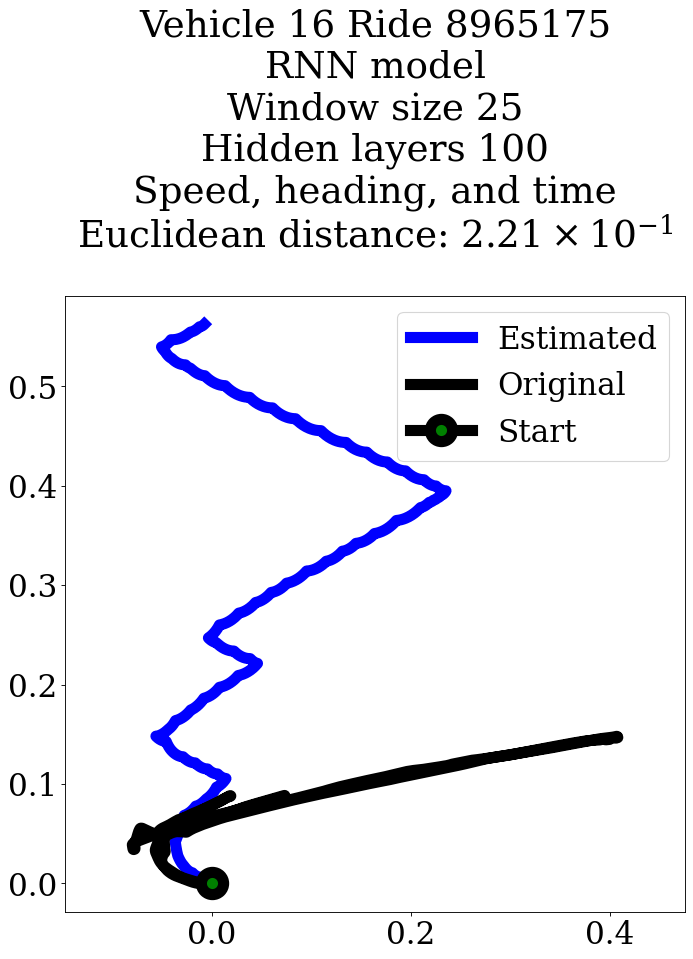 Vehicle 16 Ride 8965175
RNN model
Window size 25
Hidden layers 100
Speed, heading, and time
Euclidean distance: 2.21 × 10⁻¹
Estimated
Original
Start
0.5
0.4
0.3
0.2
0.1
0.0
0.0 0.2 0.4